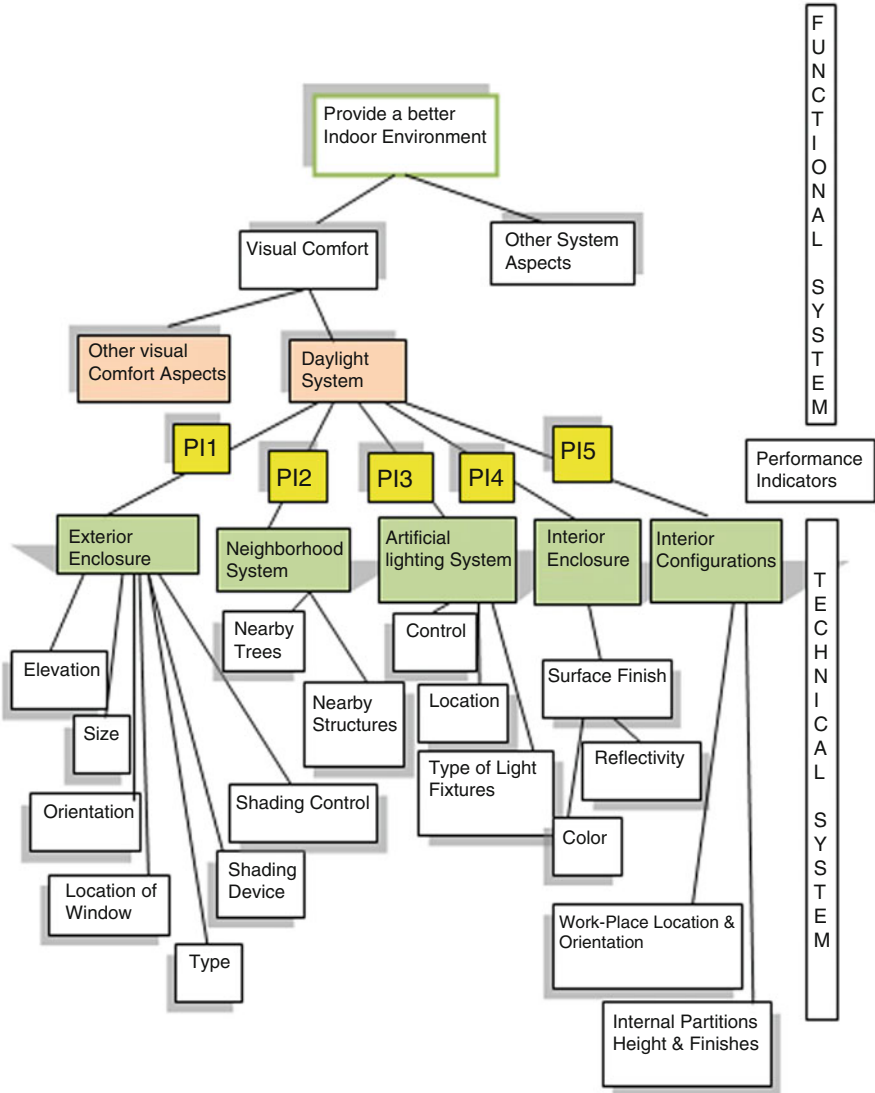 Provide a better
Indoor Environment
Visual Comfort
Other System
Aspects
Other visual
Comfort Aspects
Daylight
System
FUNCTIONAL SYSTEM
PI1
PI2
PI3
PI4
PI5
Performance
Indicators
Exterior
Enclosure
Neighborhood
System
Artificial
lighting System
Interior
Enclosure
Interior
Configurations
TECHNICAL SYSTEM
Elevation
Size
Orientation
Location of
Window
Type
Shading
Device
Shading Control
Nearby
Trees
Nearby
Structures
Control
Location
Type of Light
Fixtures
Surface Finish
Reflectivity
Color
Work-Place Location &
Orientation
Internal Partitions
Height & Finishes